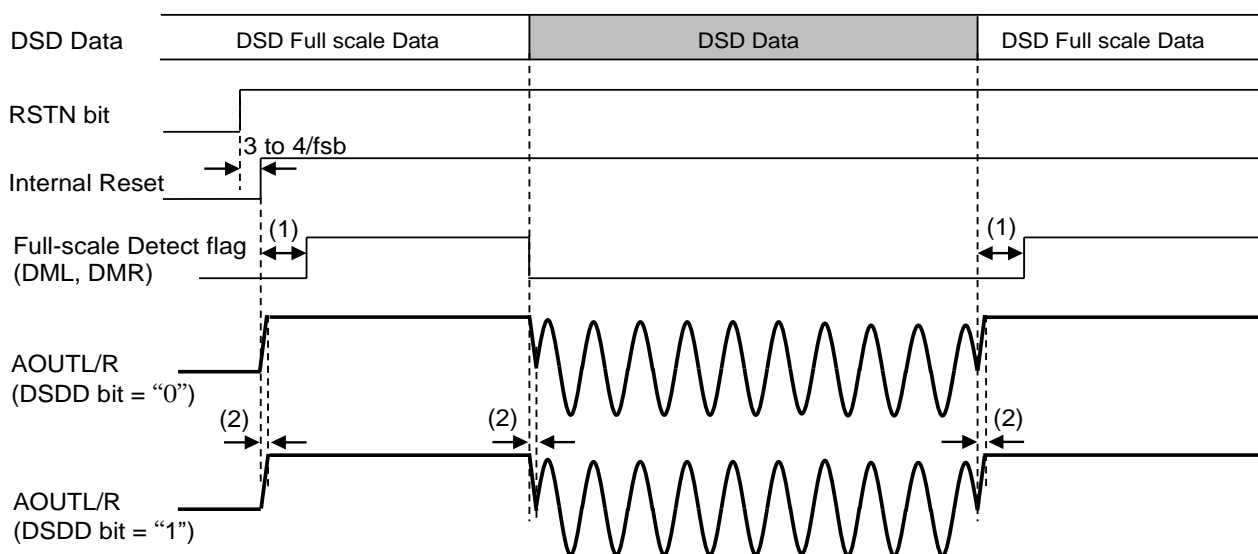 DSD Data
DSD Full scale Data
DSD Data
DSD Full scale Data
RSTN bit
3 to 4/fsb
Internal Reset
(1)
(1)
Full-scale Detect flag
(DML, DMR)
AOUTL/R
(DSDD bit = “0”)
(2)
(2)
(2)
AOUTL/R
(DSDD bit = “1”)